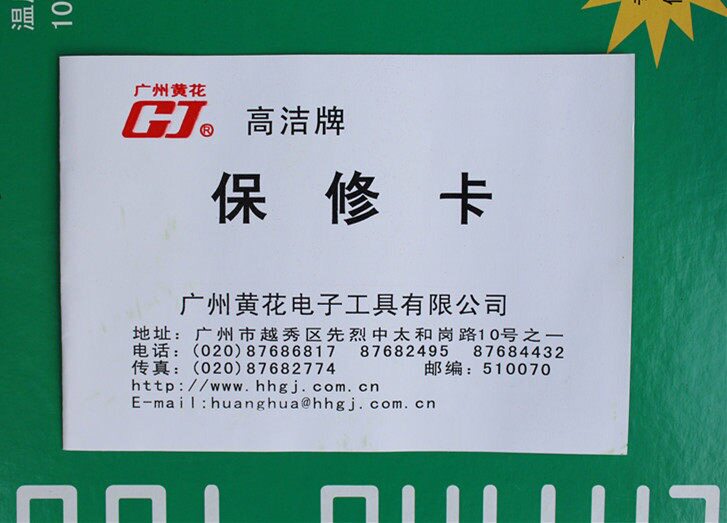 温
10
广州黄花
GJ®
高洁牌
保修卡
广州黄花电子工具有限公司
地址：广州市越秀区先烈中太和岗路10号之一
电话：(020)87686817 87682495 87684432
传真：(020)87682774 邮编：510070
http://www.hhgj.com.cn
E-mail:huanghua@hhgj.com.cn